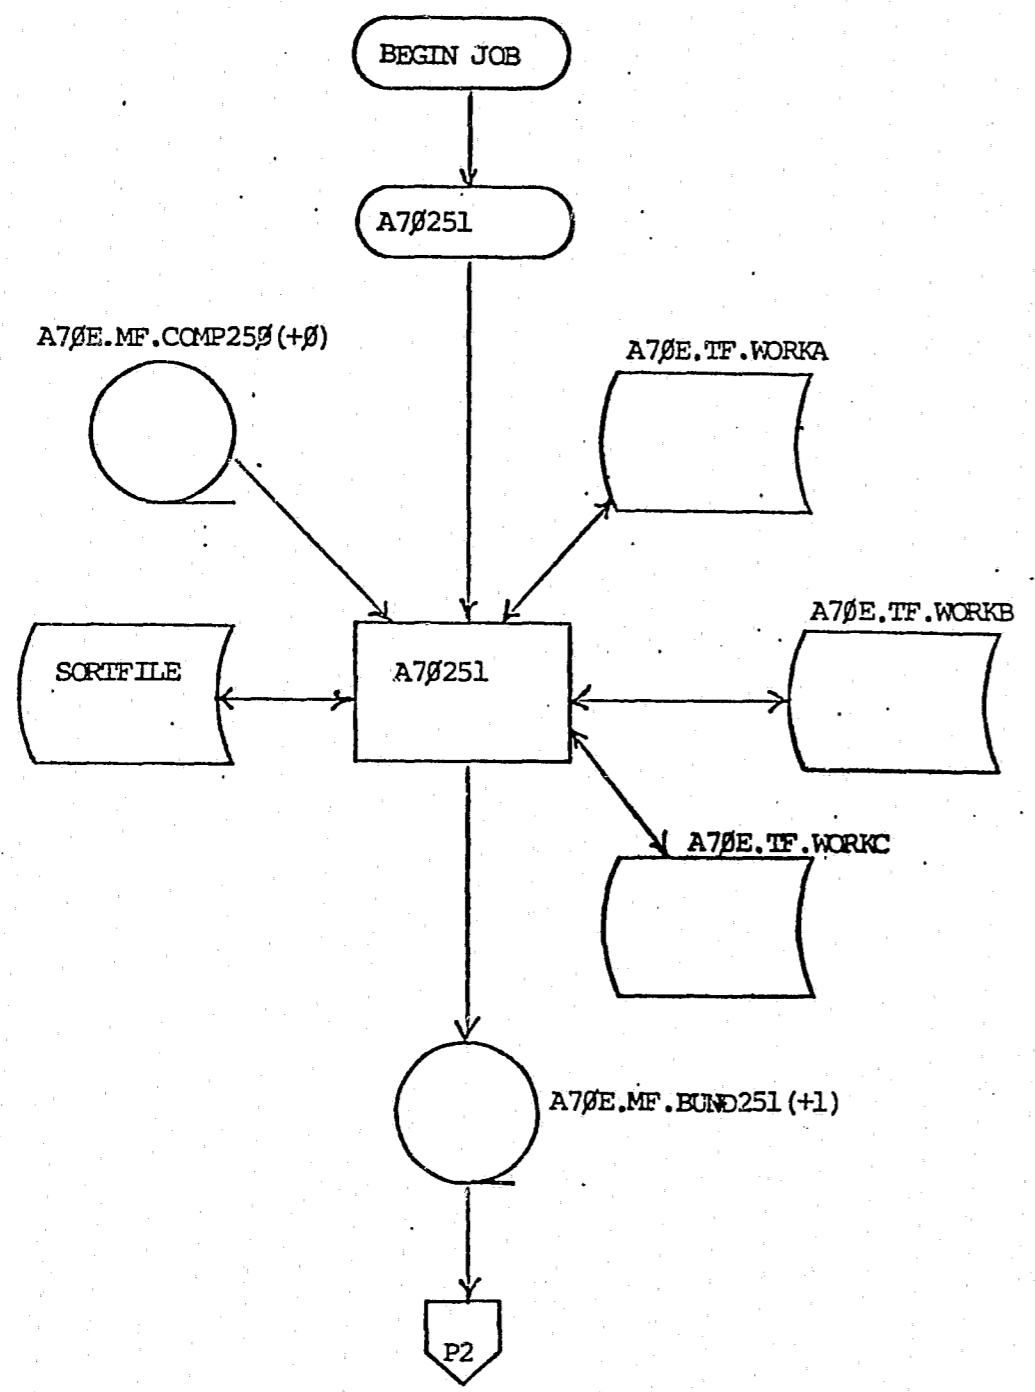 BEGIN JOB
A7Ø251
A7ØE.MF.COMP25Ø(+Ø)
A7ØE.TF.WORKA
A7ØE.TF.WORKB
SORTFILE
A7Ø251
A7ØE.TF.WORKC
A7ØE.MF.BUND251(+1)
P2